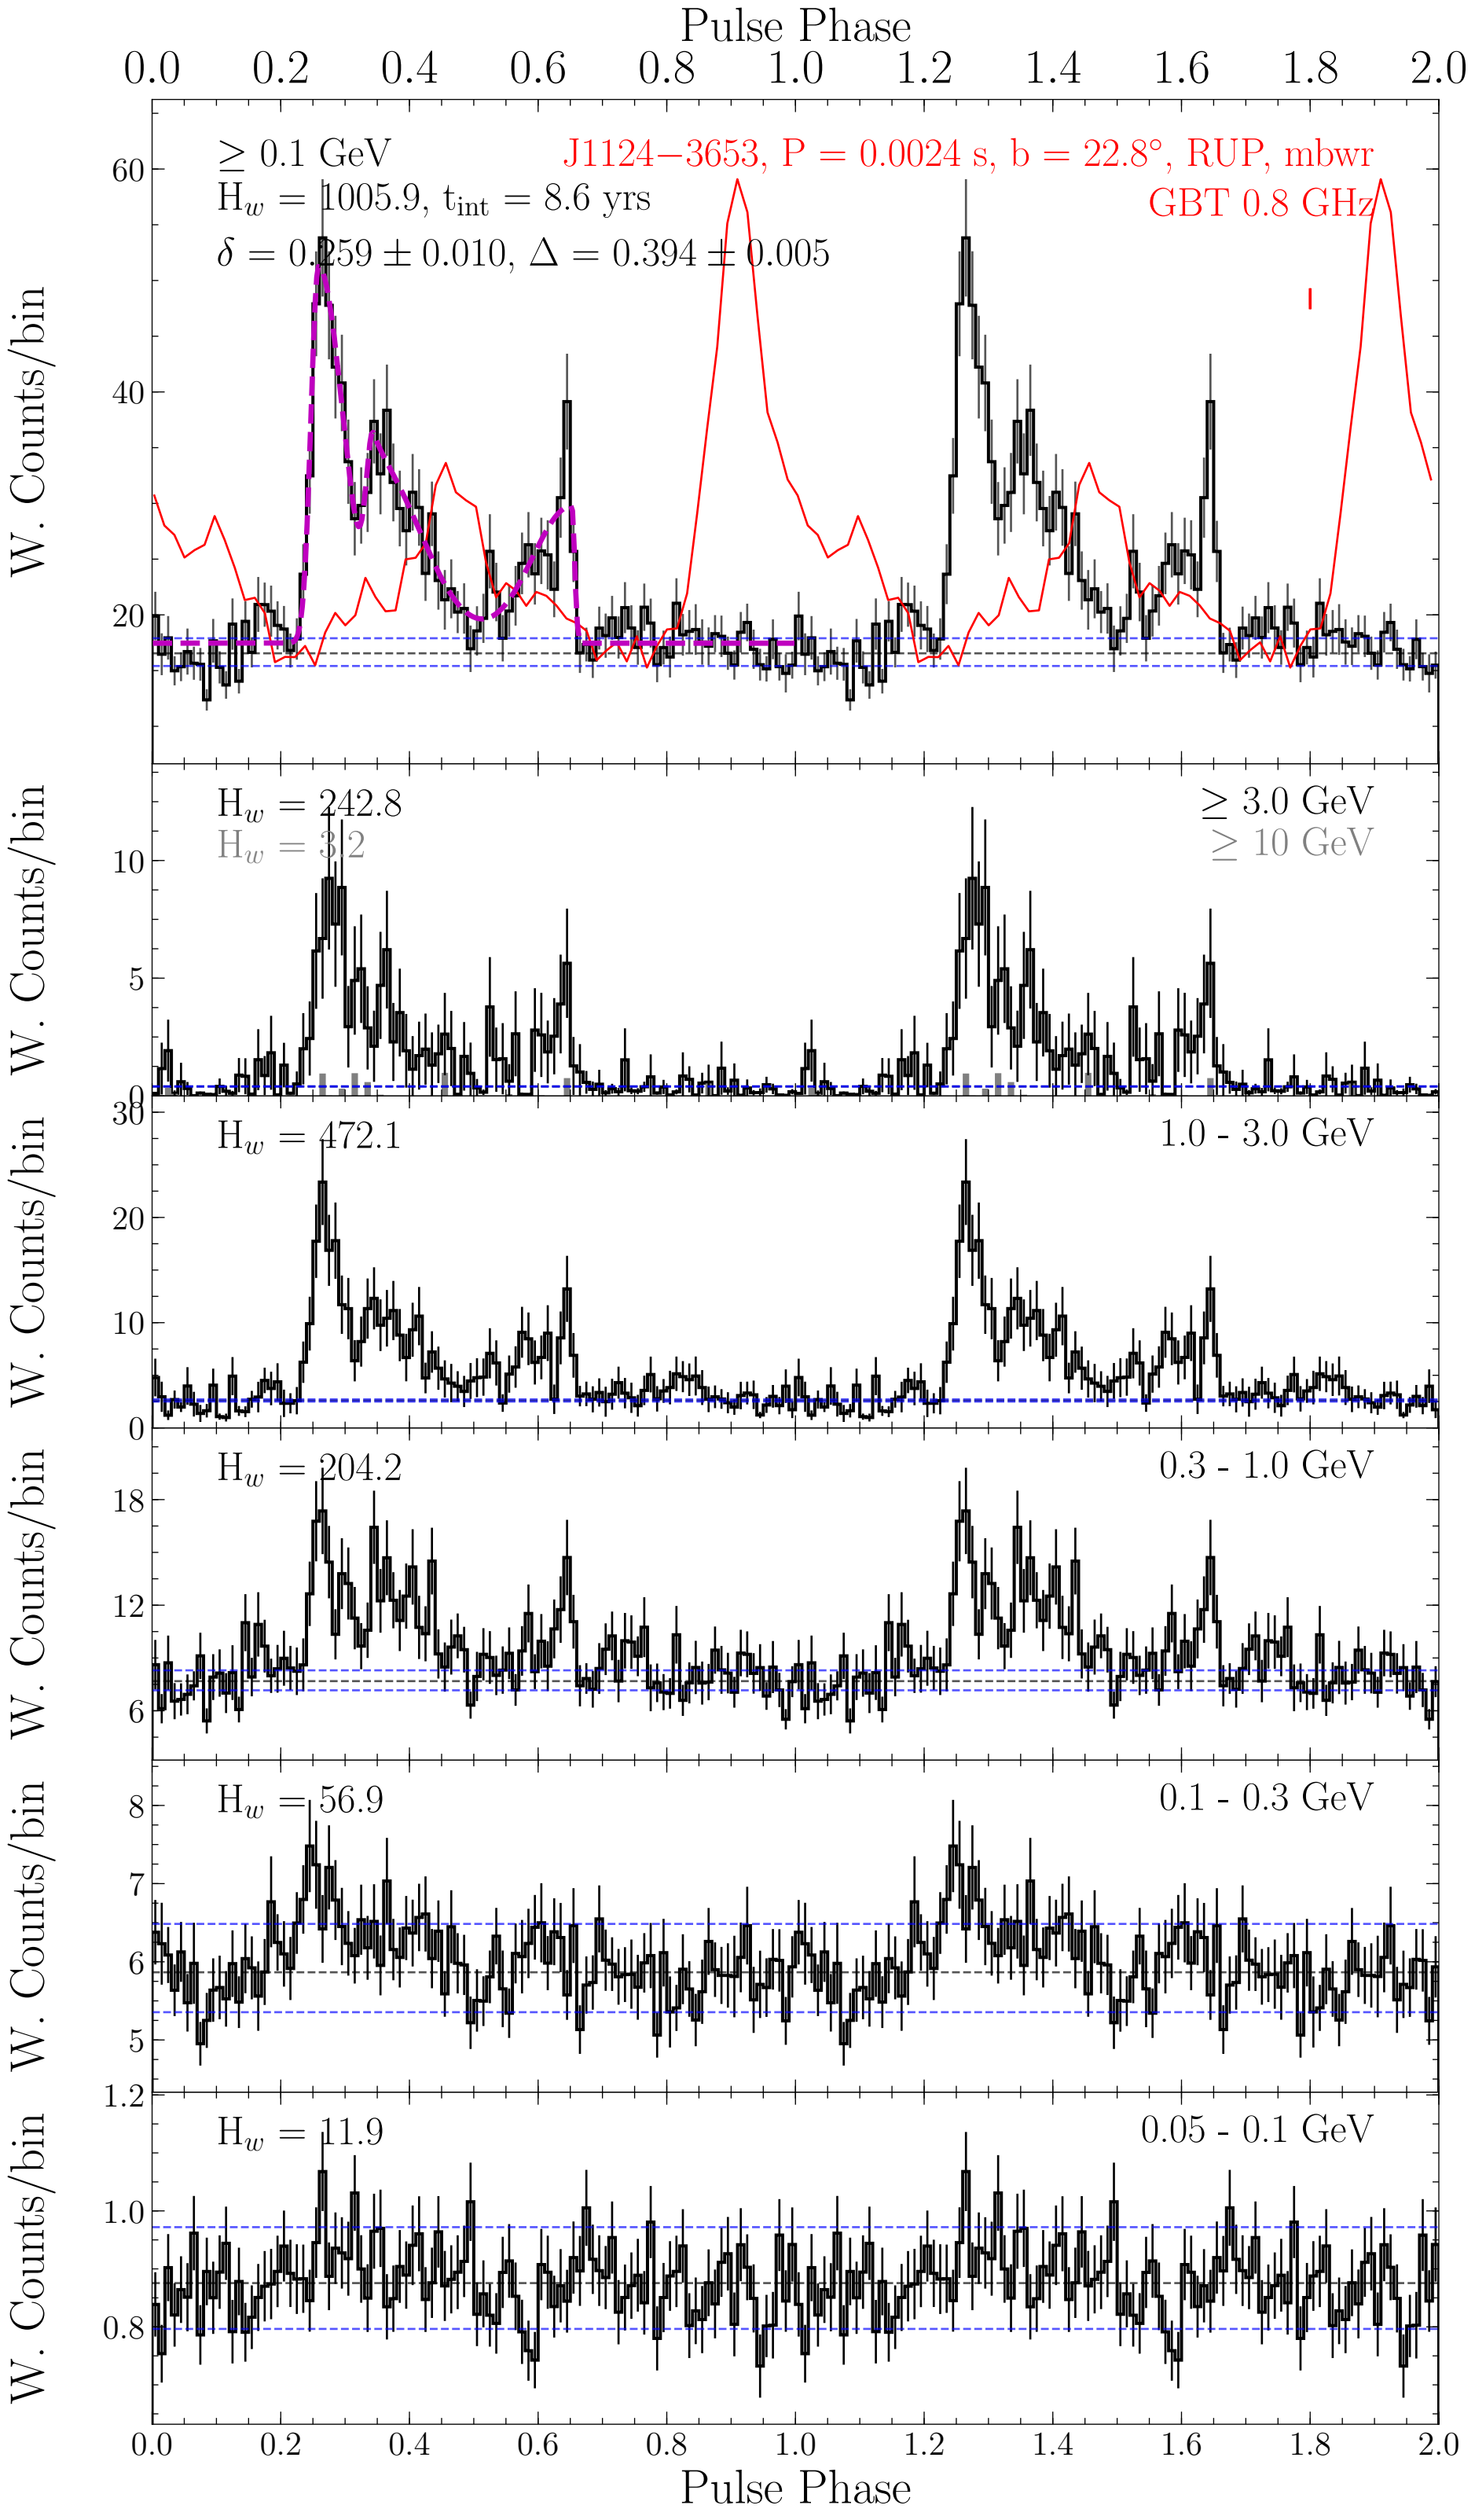 Pulse Phase
0.0 0.2 0.4 0.6 0.8 1.0 1.2 1.4 1.6 1.8 2.0
≥ 0.1 GeV
J1124−3653, P = 0.0024 s, b = 22.8°, RUP, mbwr
H_w = 1005.9, t_int = 8.6 yrs
GBT 0.8 GHz
δ = 0.259 ± 0.010, Δ = 0.394 ± 0.005
W. Counts/bin
60
40
20
H_w = 242.8
≥ 3.0 GeV
H_w = 3.2
≥ 10 GeV
W. Counts/bin
10
5
0
H_w = 472.1
1.0 - 3.0 GeV
W. Counts/bin
30
20
10
0
H_w = 204.2
0.3 - 1.0 GeV
W. Counts/bin
18
12
6
H_w = 56.9
0.1 - 0.3 GeV
W. Counts/bin
8
7
6
5
H_w = 11.9
0.05 - 0.1 GeV
W. Counts/bin
1.2
1.0
0.8
0.0 0.2 0.4 0.6 0.8 1.0 1.2 1.4 1.6 1.8 2.0
Pulse Phase